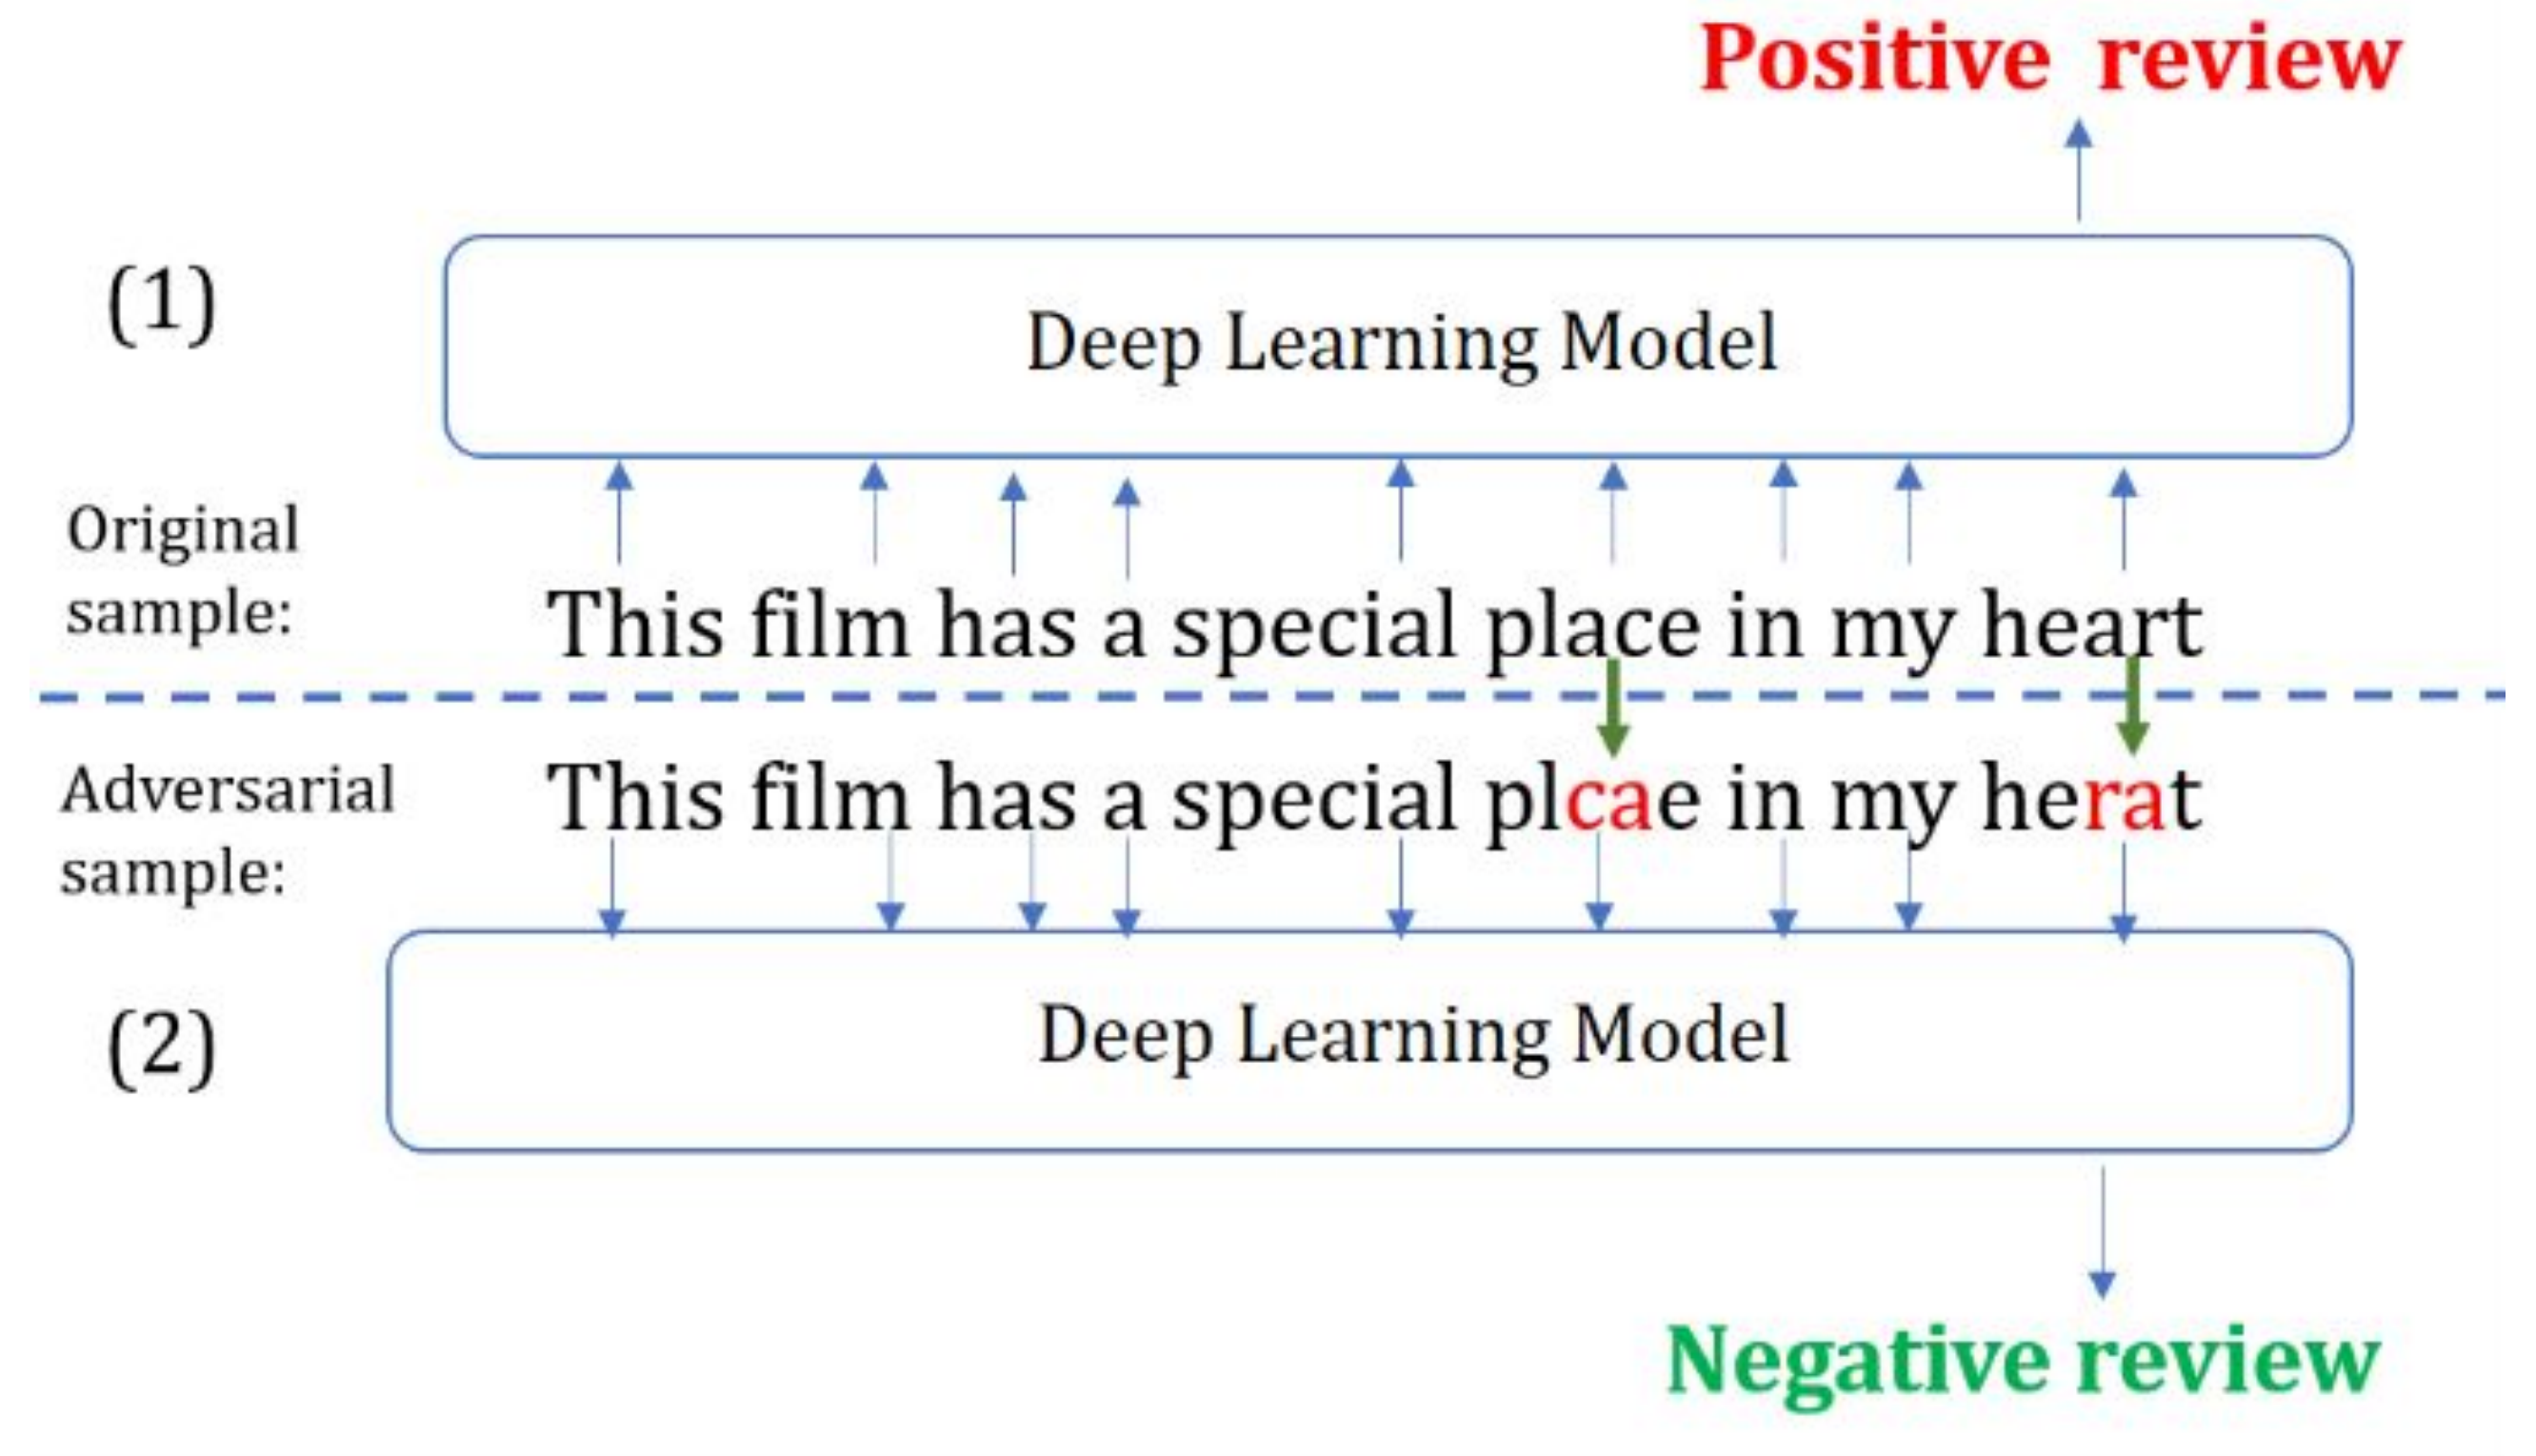 Positive review
(1)
Deep Learning Model
Original
sample:
This film has a special place in my heart
Adversarial
sample:
This film has a special plcae in my herat
(2)
Deep Learning Model
Negative review